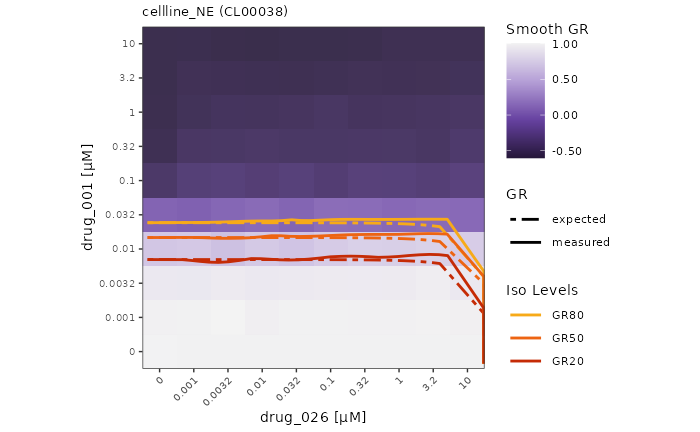 cellline_NE (CL00038)
drug_001 [µM]
10
3.2
1
0.32
0.1
0.032
0.01
0.0032
0.001
0
0 0.001 0.0032 0.01 0.032 0.1 0.32 1 3.2 10
drug_026 [µM]
Smooth GR
1.00
0.50
0.00
-0.50
GR
expected
measured
Iso Levels
GR80
GR50
GR20